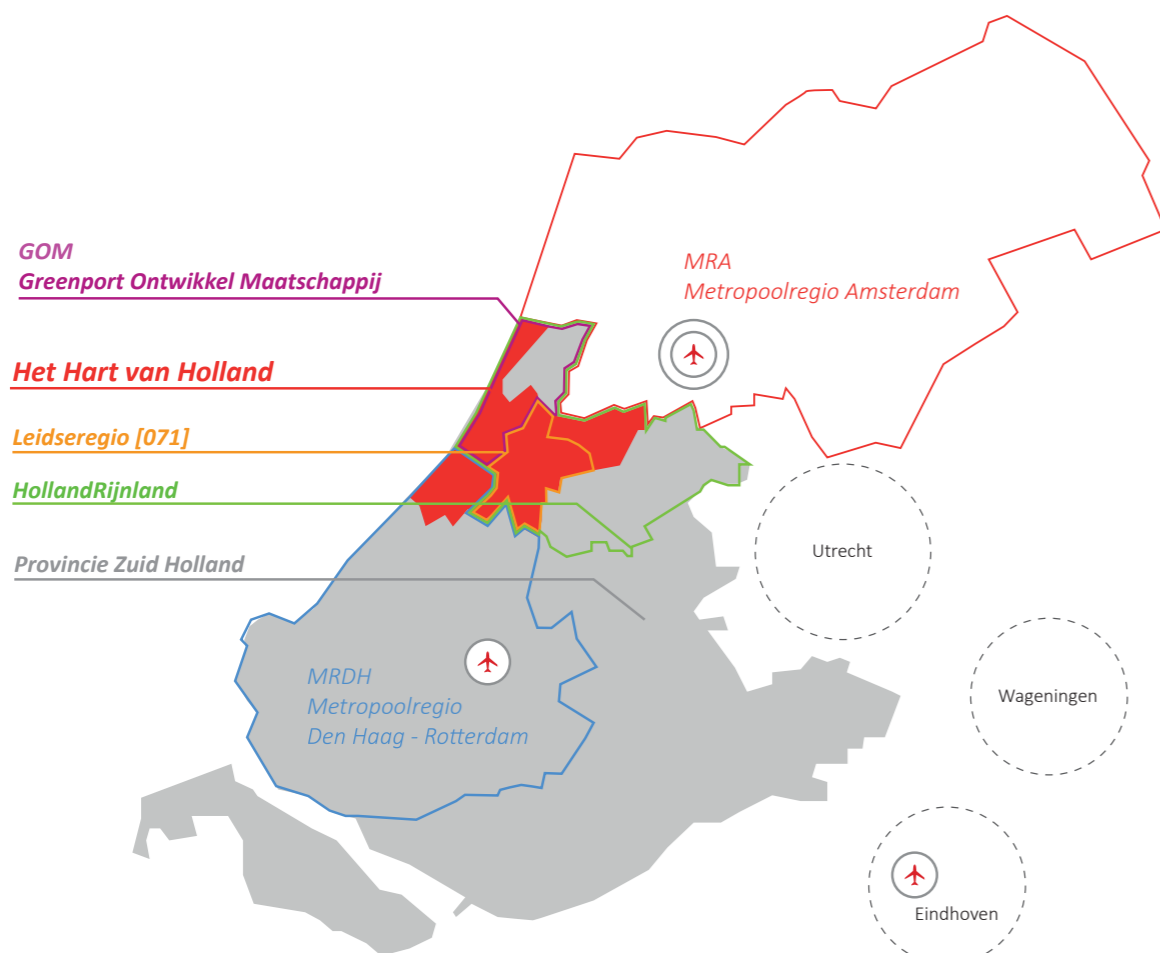 GOM
Greenport Ontwikkel Maatschappij
MRA
Metropoolregio Amsterdam
Het Hart van Holland
Leidseregio [071]
HollandRijnland
Provincie Zuid Holland
Utrecht
MRDH
Metropoolregio
Den Haag - Rotterdam
Wageningen
Eindhoven